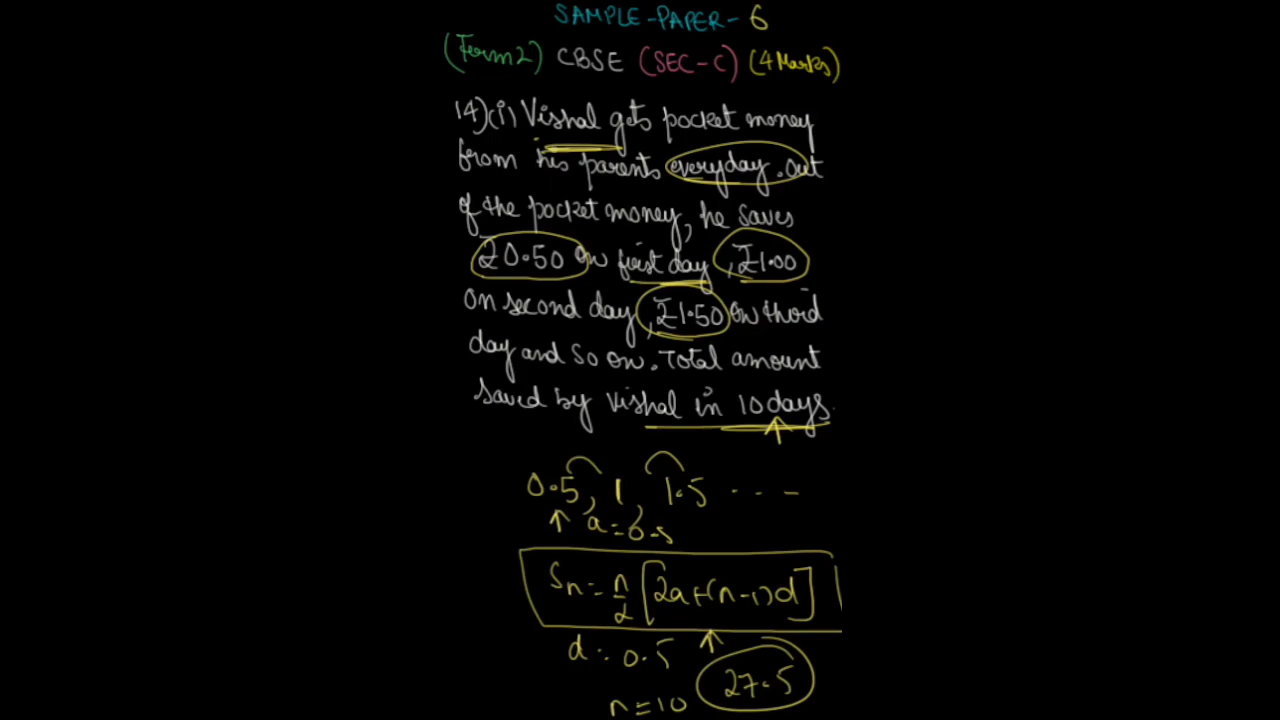 SAMPLE-PAPER-6
(Term2) CBSE (SEC-C) (4 Marks)
14)(i) Vishal gets pocket money
from his parents everyday. out
of the pocket money, he saves
₹0.50 on first day, ₹1.00
on second day, ₹1.50 on third
day and so on. Total amount
saved by Vishal in 10 days.
0.5, 1, 1.5 - - -
a=0.5
Sn = n/2 [2a+(n-1)d]
d = 0.5
27.5
n=10